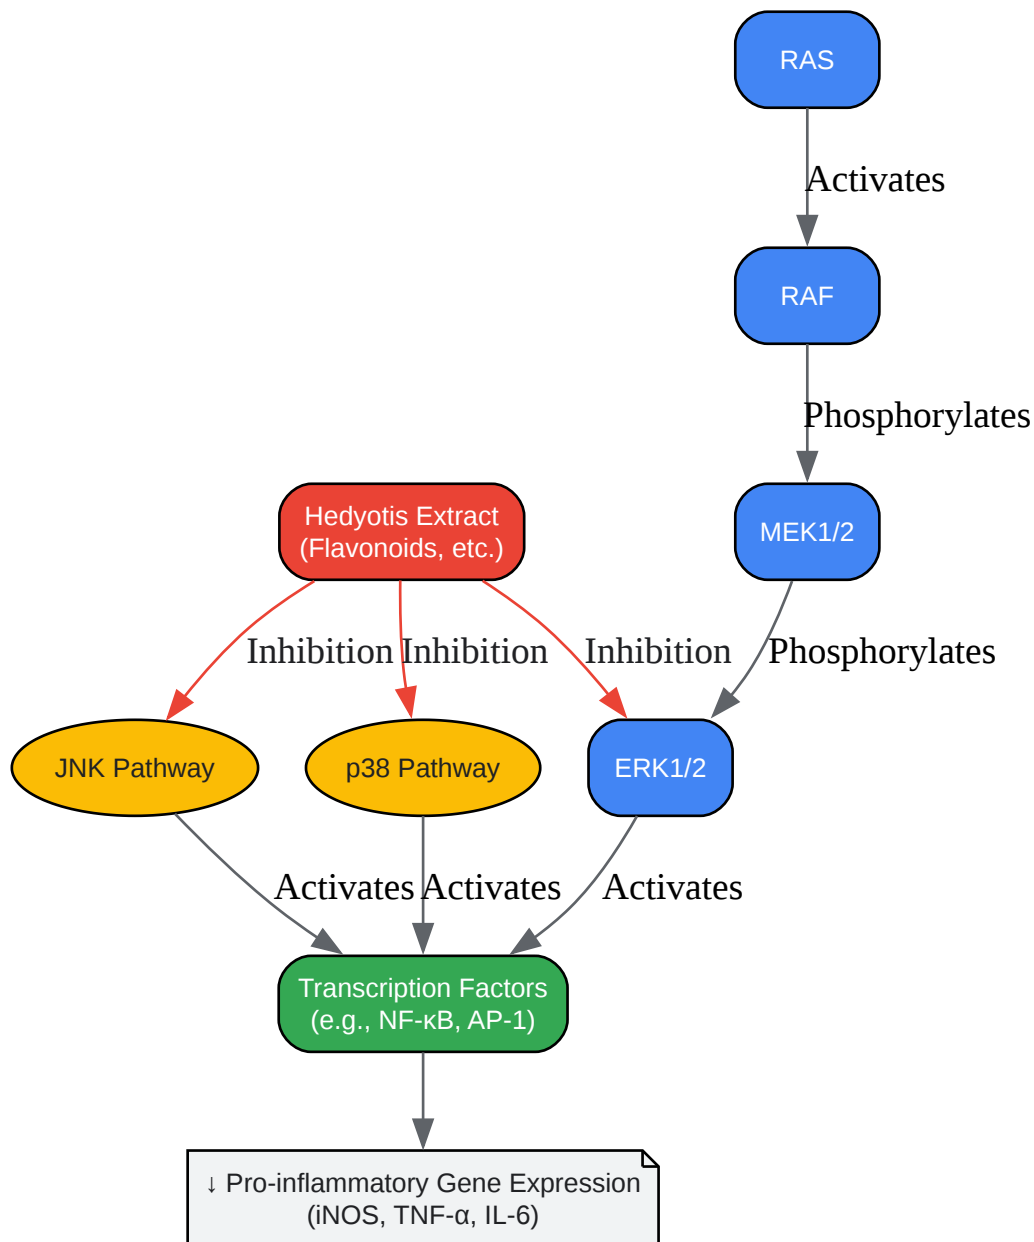 RAS
Activates
RAF
Phosphorylates
Hedyotis Extract
(Flavonoids, etc.)
MEK1/2
Inhibition
Inhibition
Inhibition
Phosphorylates
JNK Pathway
p38 Pathway
ERK1/2
Activates
Activates
Activates
Transcription Factors
(e.g., NF-κB, AP-1)
↓ Pro-inflammatory Gene Expression
(iNOS, TNF-α, IL-6)